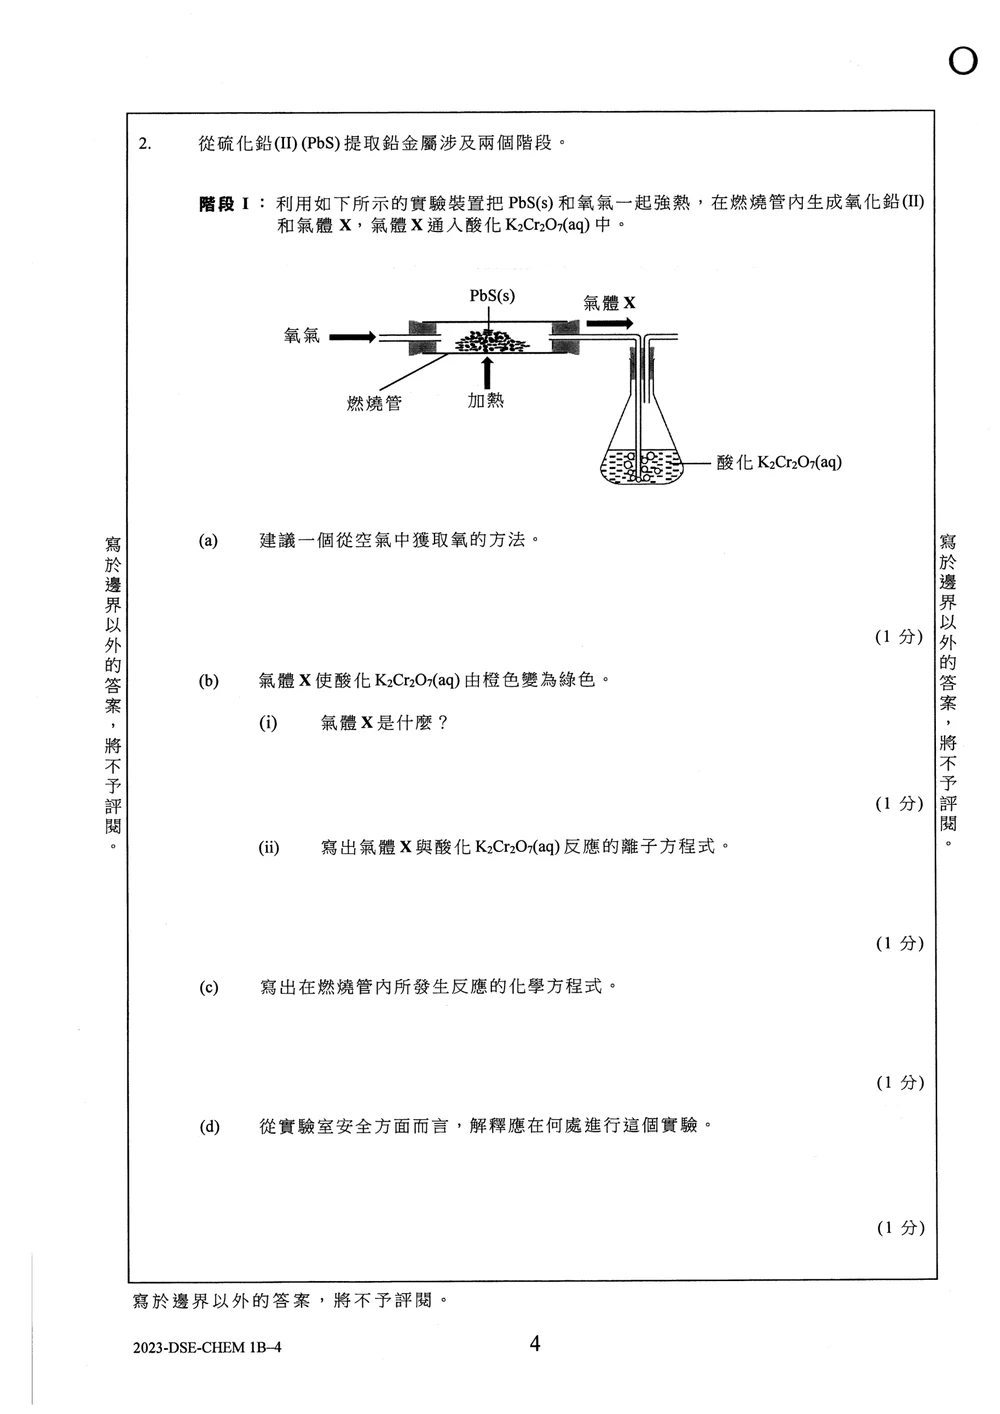 O
2. 從硫化鉛(II) (PbS) 提取鉛金屬涉及兩個階段。
階段 I： 利用如下所示的實驗裝置把 PbS(s) 和氧氣一起強熱，在燃燒管內生成氧化鉛(II)
和氣體 X，氣體 X 通入酸化 K₂Cr₂O₇(aq) 中。
PbS(s)
氣體 X
氧氣
燃燒管
加熱
酸化 K₂Cr₂O₇(aq)
(a) 建議一個從空氣中獲取氧的方法。
(1 分)
(b) 氣體 X 使酸化 K₂Cr₂O₇(aq) 由橙色變為綠色。
(i) 氣體 X 是什麼？
(1 分)
(ii) 寫出氣體 X 與酸化 K₂Cr₂O₇(aq) 反應的離子方程式。
(1 分)
(c) 寫出在燃燒管內所發生反應的化學方程式。
(1 分)
(d) 從實驗室安全方面而言，解釋應在何處進行這個實驗。
(1 分)
寫於邊界以外的答案，將不予評閱。
寫於邊界以外的答案，將不予評閱。
寫於邊界以外的答案，將不予評閱。
2023-DSE-CHEM 1B–4
4